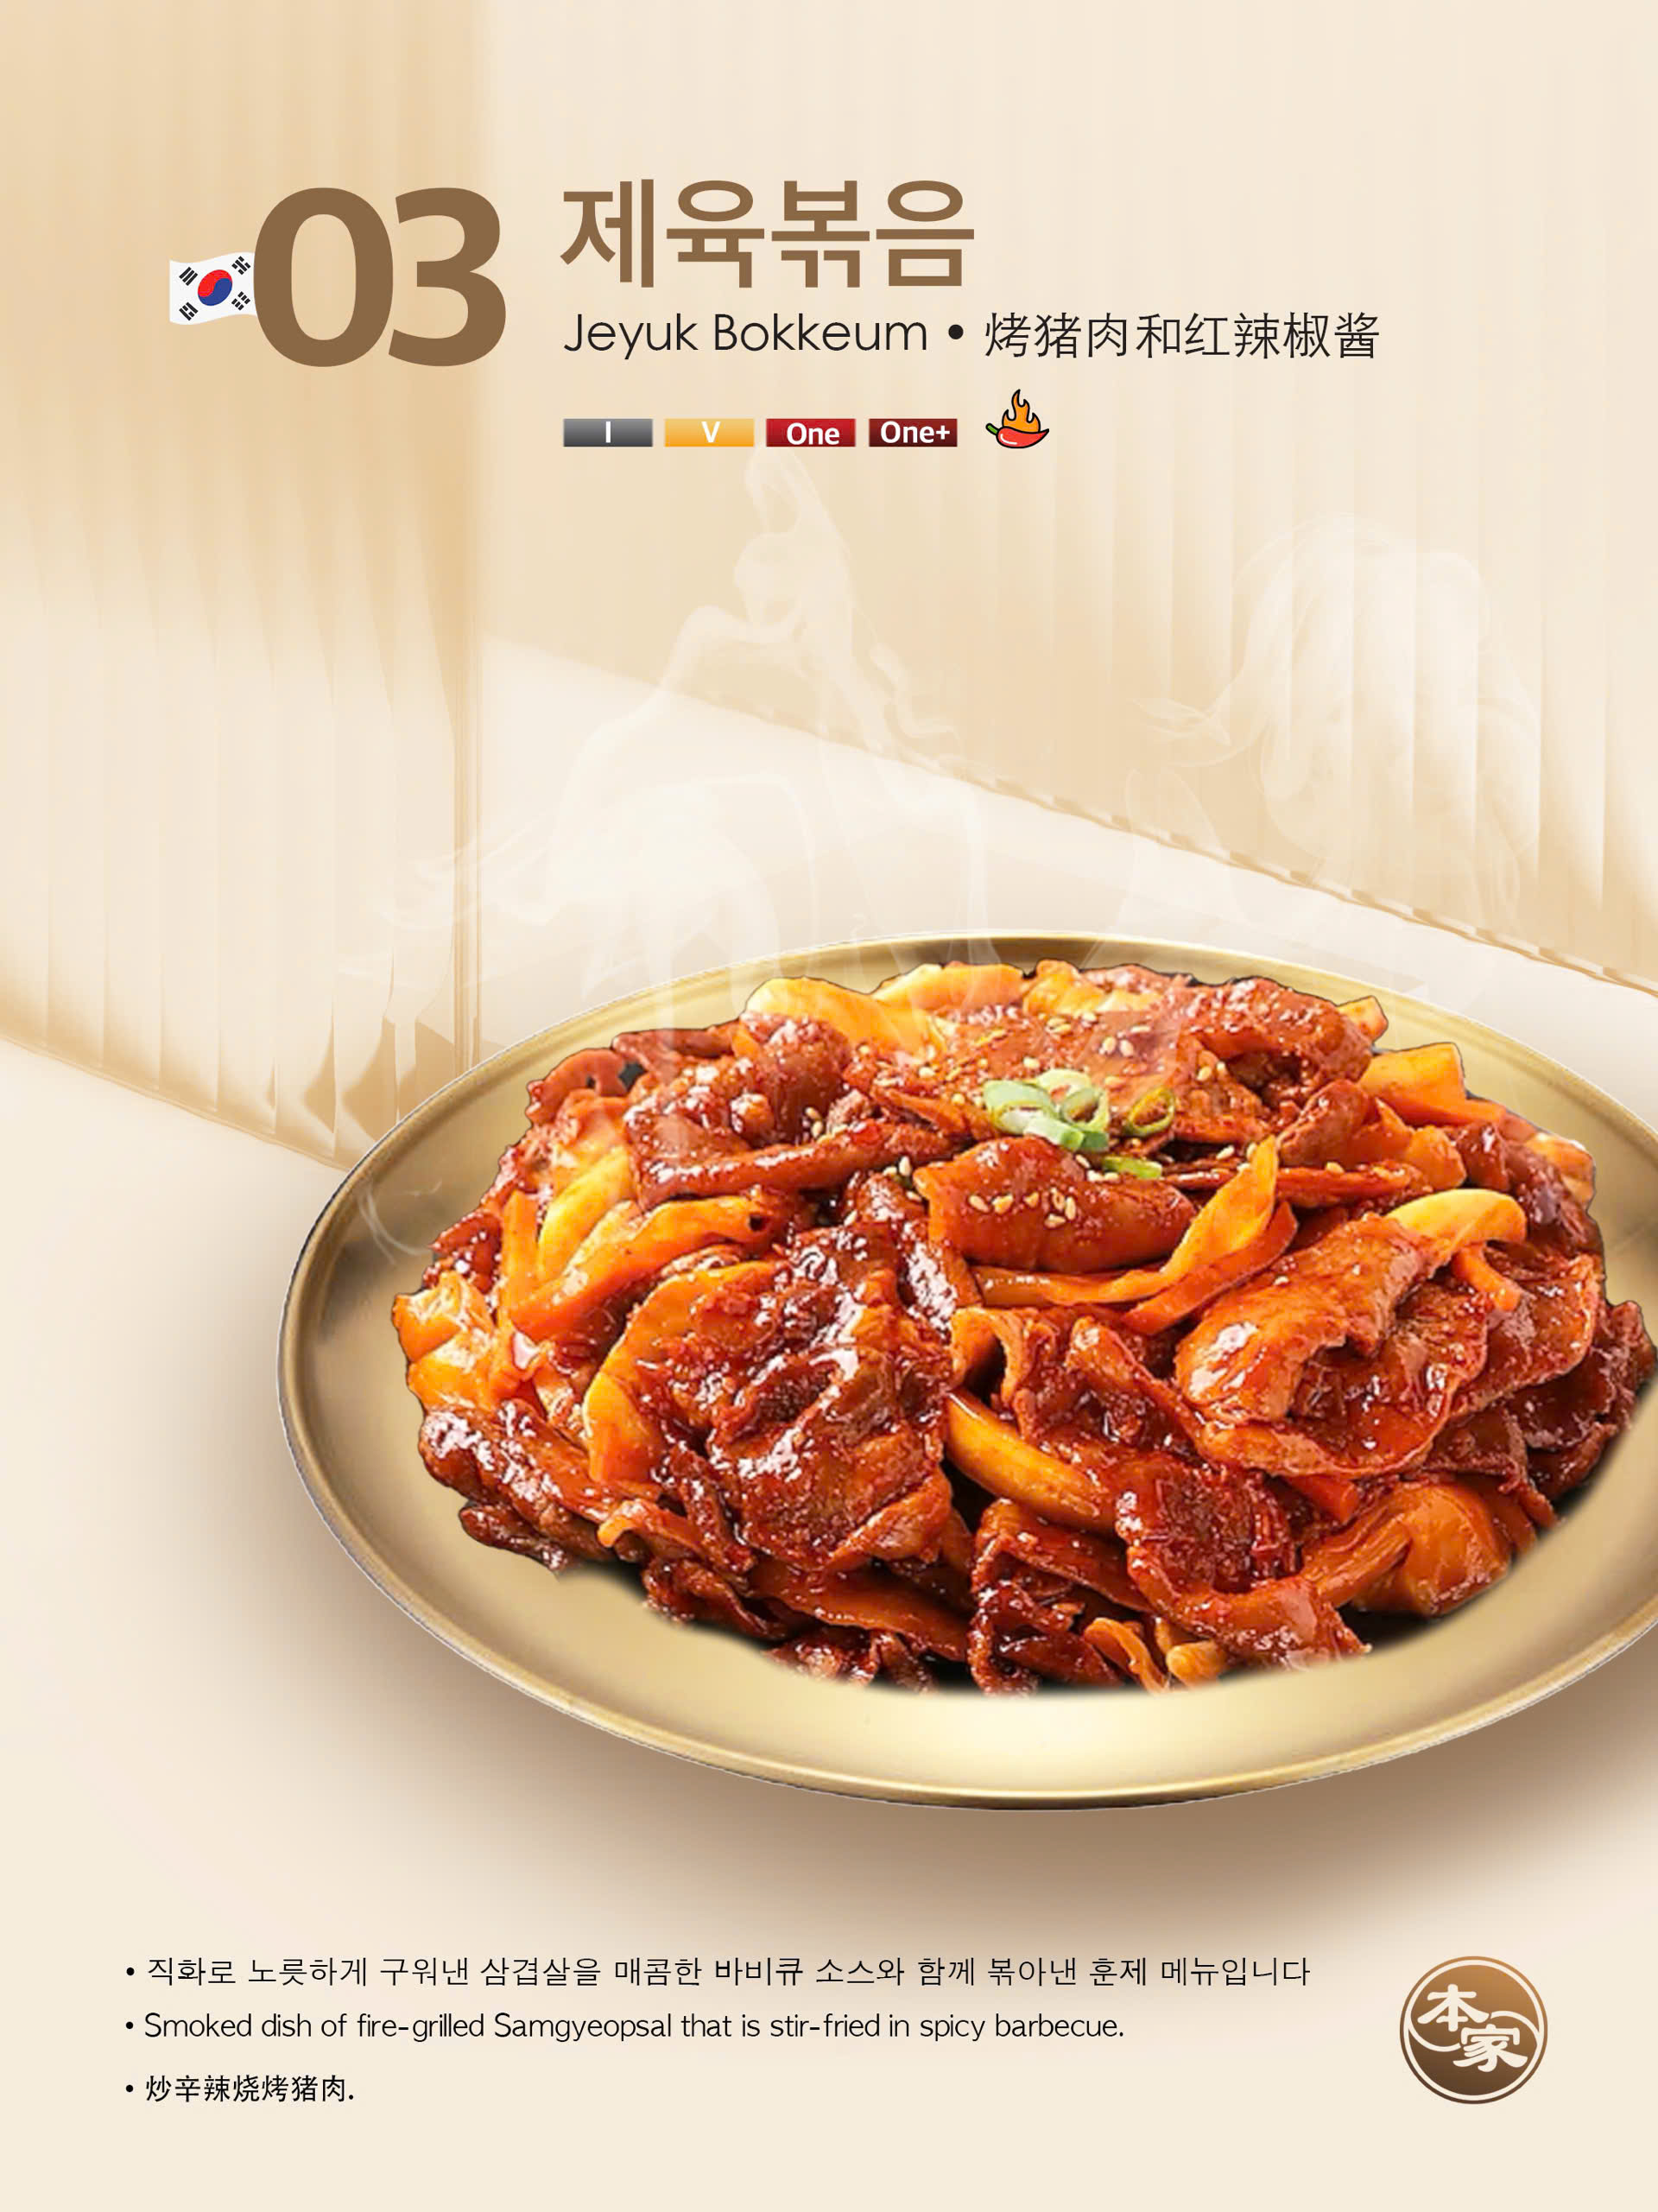 03
제육볶음
Jeyuk Bokkeum • 烤猪肉和红辣椒酱
I V One One+
• 직화로 노릇하게 구워낸 삼겹살을 매콤한 바비큐 소스와 함께 볶아낸 훈제 메뉴입니다
• Smoked dish of fire-grilled Samgyeopsal that is stir-fried in spicy barbecue.
• 炒辛辣烧烤猪肉.
本家